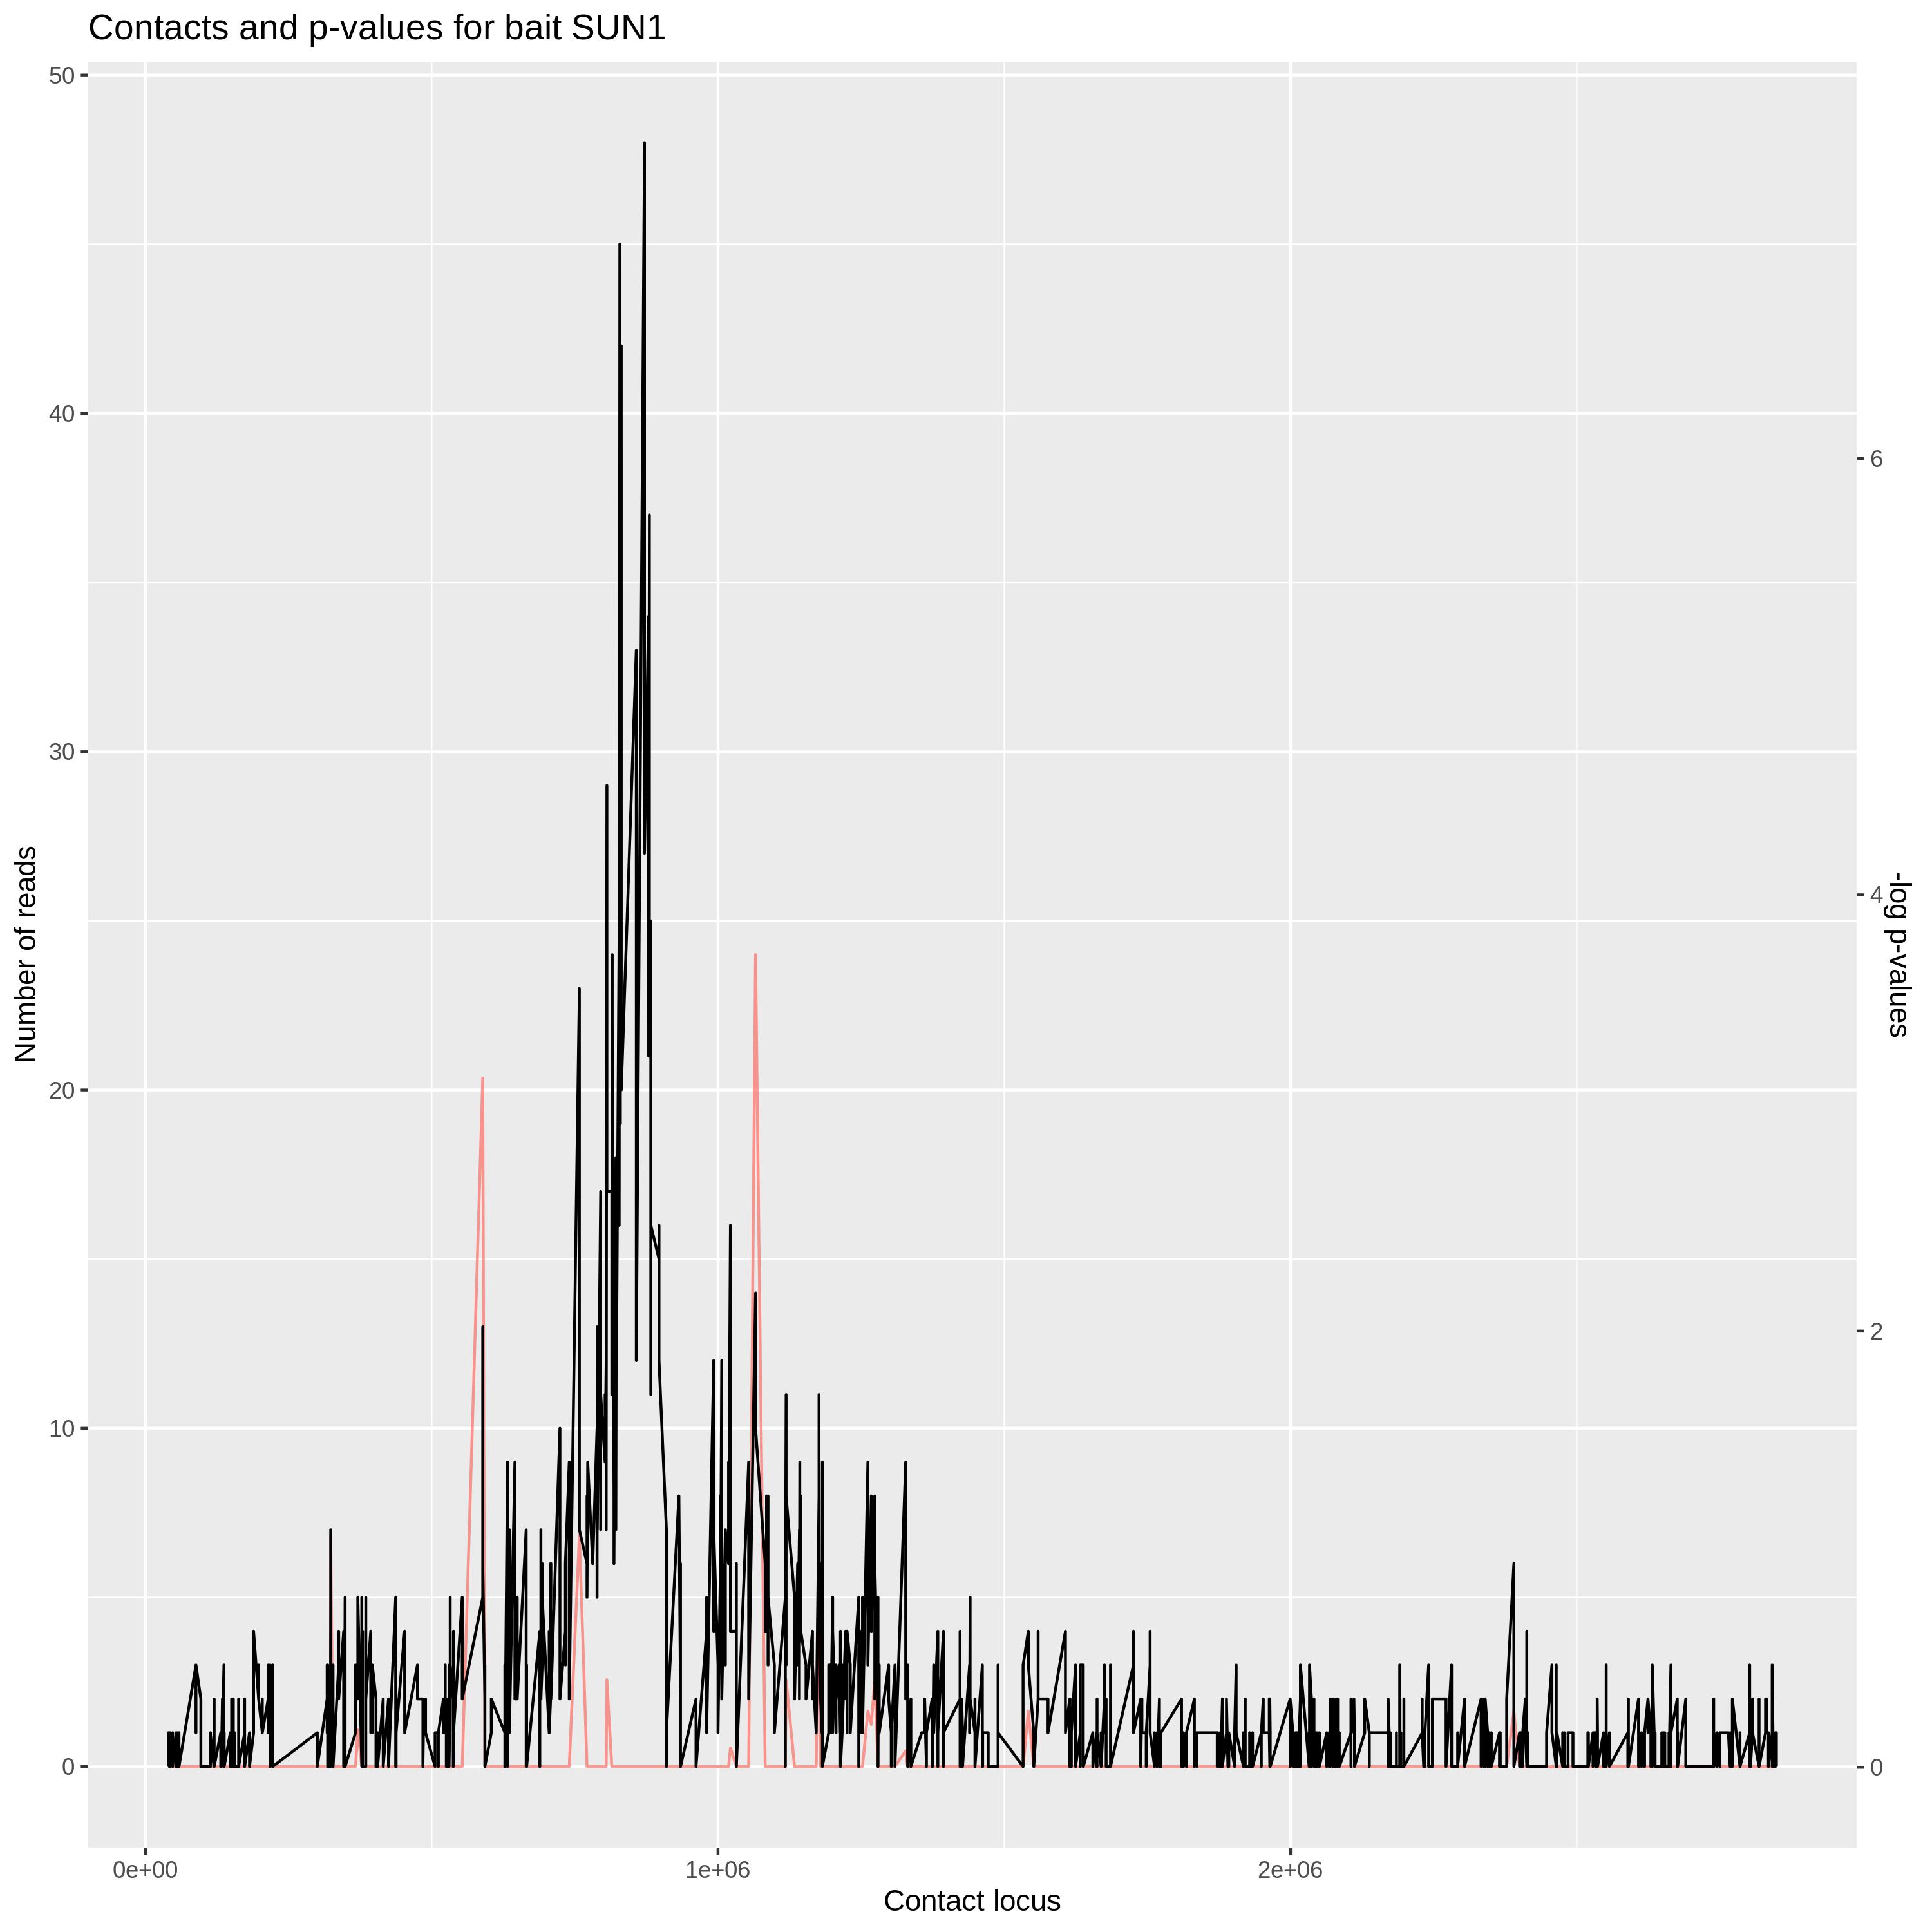 Contacts and p-values for bait SUN1
50
40
30
20
10
0
Number of reads
6
4
2
0
-log p-values
0e+00
1e+06
2e+06
Contact locus